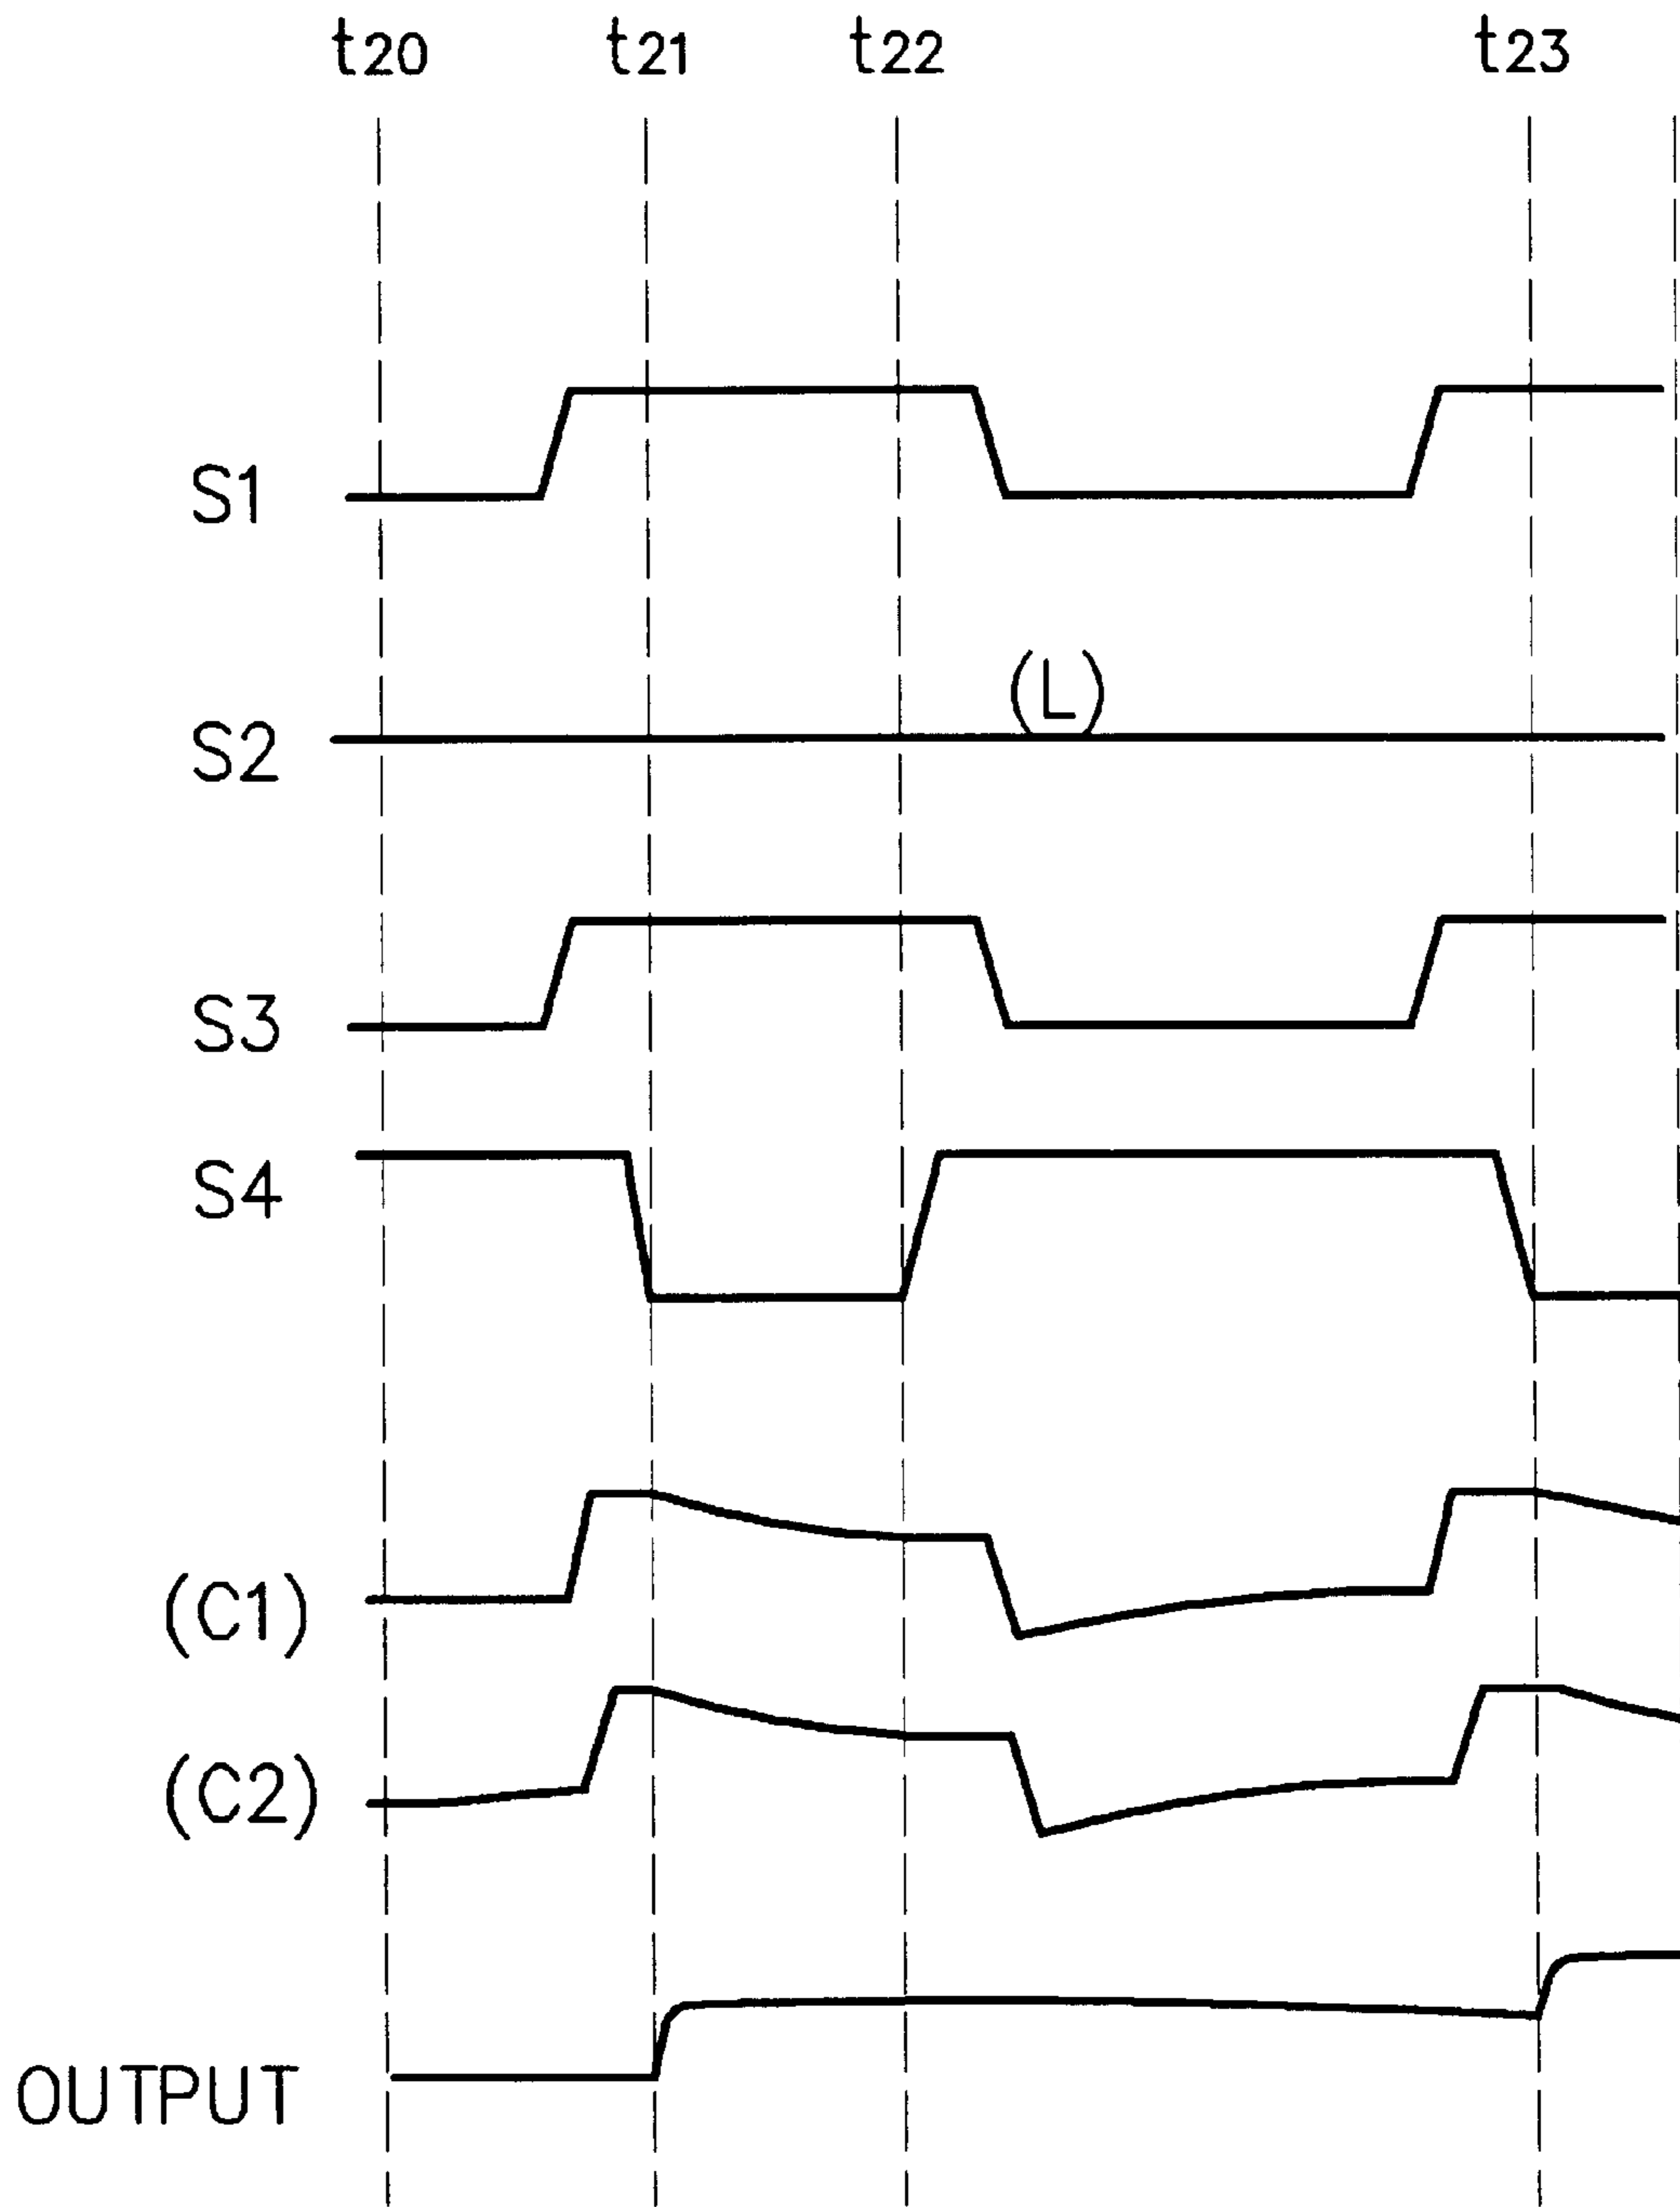 t20 t21 t22 t23
S1
(L)
S2
S3
S4
(C1)
(C2)
OUTPUT